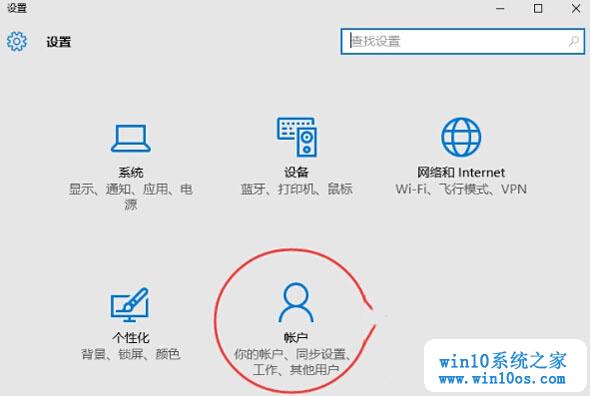 设置
设置
查找设置
系统
显示、通知、应用、电
源
设备
蓝牙、打印机、鼠标
网络和 Internet
Wi-Fi、飞行模式、VPN
个性化
背景、锁屏、颜色
帐户
你的帐户、同步设置、
工作、其他用户
win10系统之家
www.win10os.com